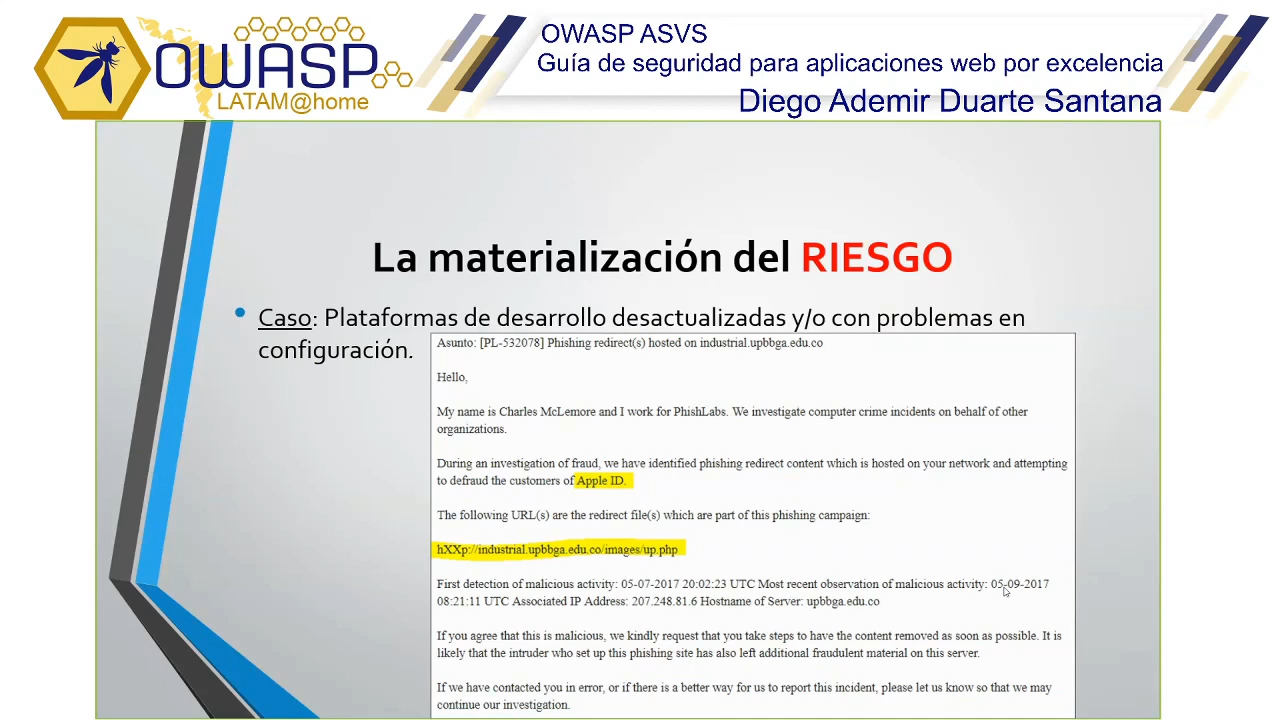 OWASP
LATAM@home
OWASP ASVS
Guía de seguridad para aplicaciones web por excelencia
Diego Ademir Duarte Santana
La materialización del RIESGO
• Caso: Plataformas de desarrollo desactualizadas y/o con problemas en
configuración.
Asunto: [PL-532078] Phishing redirect(s) hosted on industrial.upbbga.edu.co
Hello,
My name is Charles McLemore and I work for PhishLabs. We investigate computer crime incidents on behalf of other
organizations.
During an investigation of fraud, we have identified phishing redirect content which is hosted on your network and attempting
to defraud the customers of Apple ID.
The following URL(s) are the redirect file(s) which are part of this phishing campaign:
hXXp://industrial.upbbga.edu.co/images/up.php
First detection of malicious activity: 05-07-2017 20:02:23 UTC Most recent observation of malicious activity: 05-09-2017
08:21:11 UTC Associated IP Address: 207.248.81.6 Hostname of Server: upbbga.edu.co
If you agree that this is malicious, we kindly request that you take steps to have the content removed as soon as possible. It is
likely that the intruder who set up this phishing site has also left additional fraudulent material on this server.
If we have contacted you in error, or if there is a better way for us to report this incident, please let us know so that we may
continue our investigation.